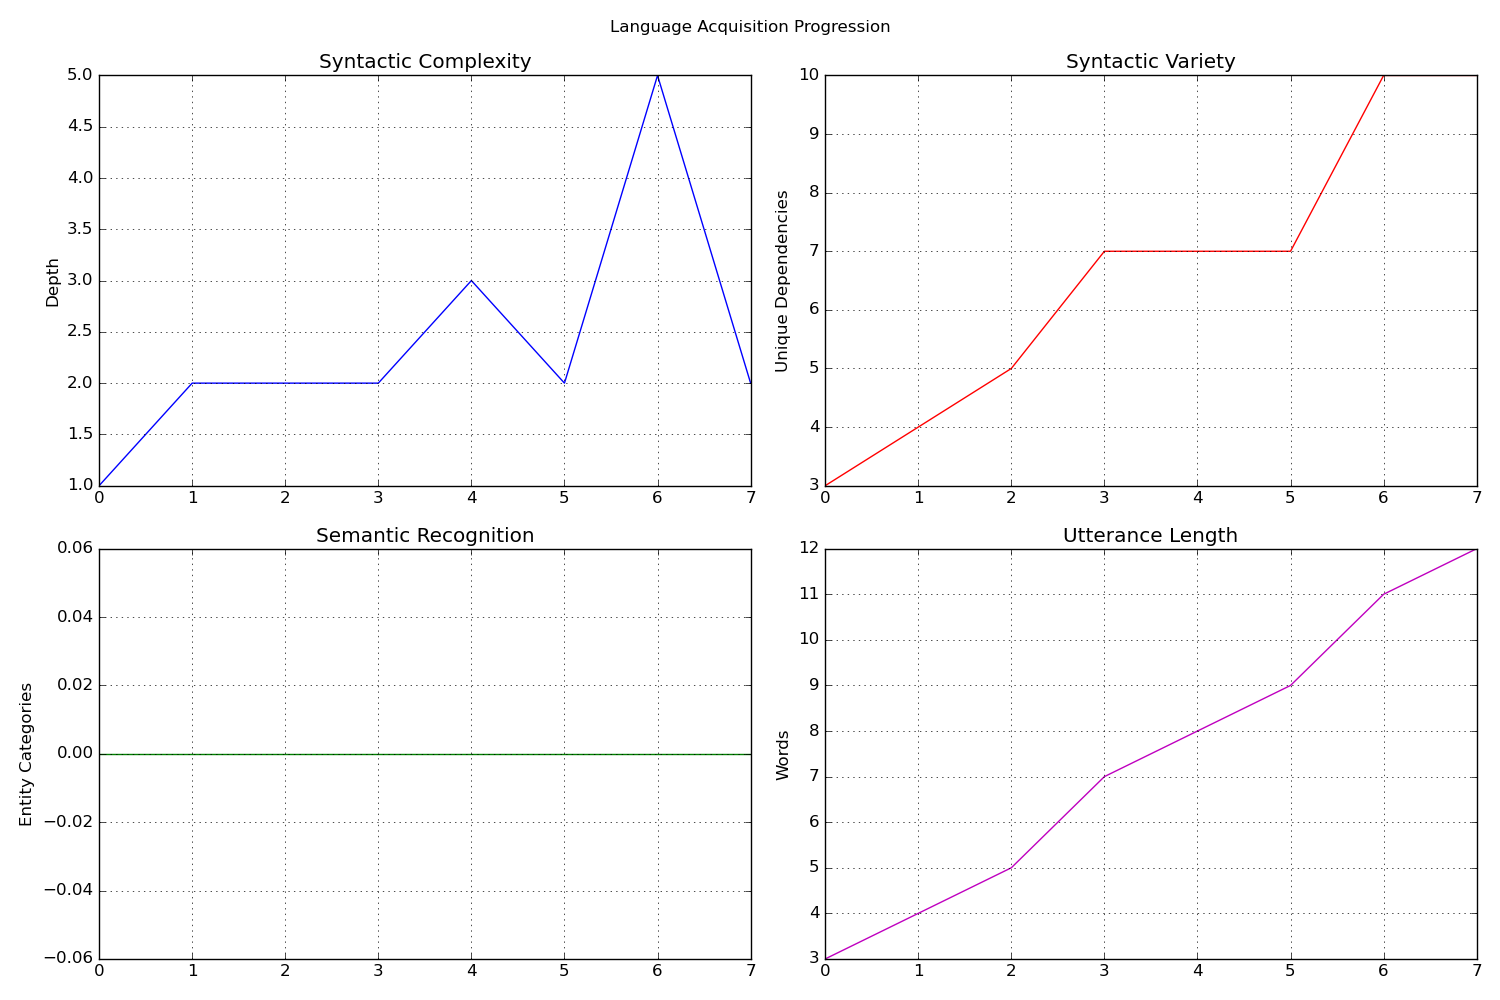 Language Acquisition Progression
Syntactic Complexity
Depth
5.0
4.5
4.0
3.5
3.0
2.5
2.0
1.5
1.0
0 1 2 3 4 5 6 7
Syntactic Variety
Unique Dependencies
10
9
8
7
6
5
4
3
0 1 2 3 4 5 6 7
Semantic Recognition
Entity Categories
0.06
0.04
0.02
0.00
−0.02
−0.04
−0.06
0 1 2 3 4 5 6 7
Utterance Length
Words
12
11
10
9
8
7
6
5
4
3
0 1 2 3 4 5 6 7